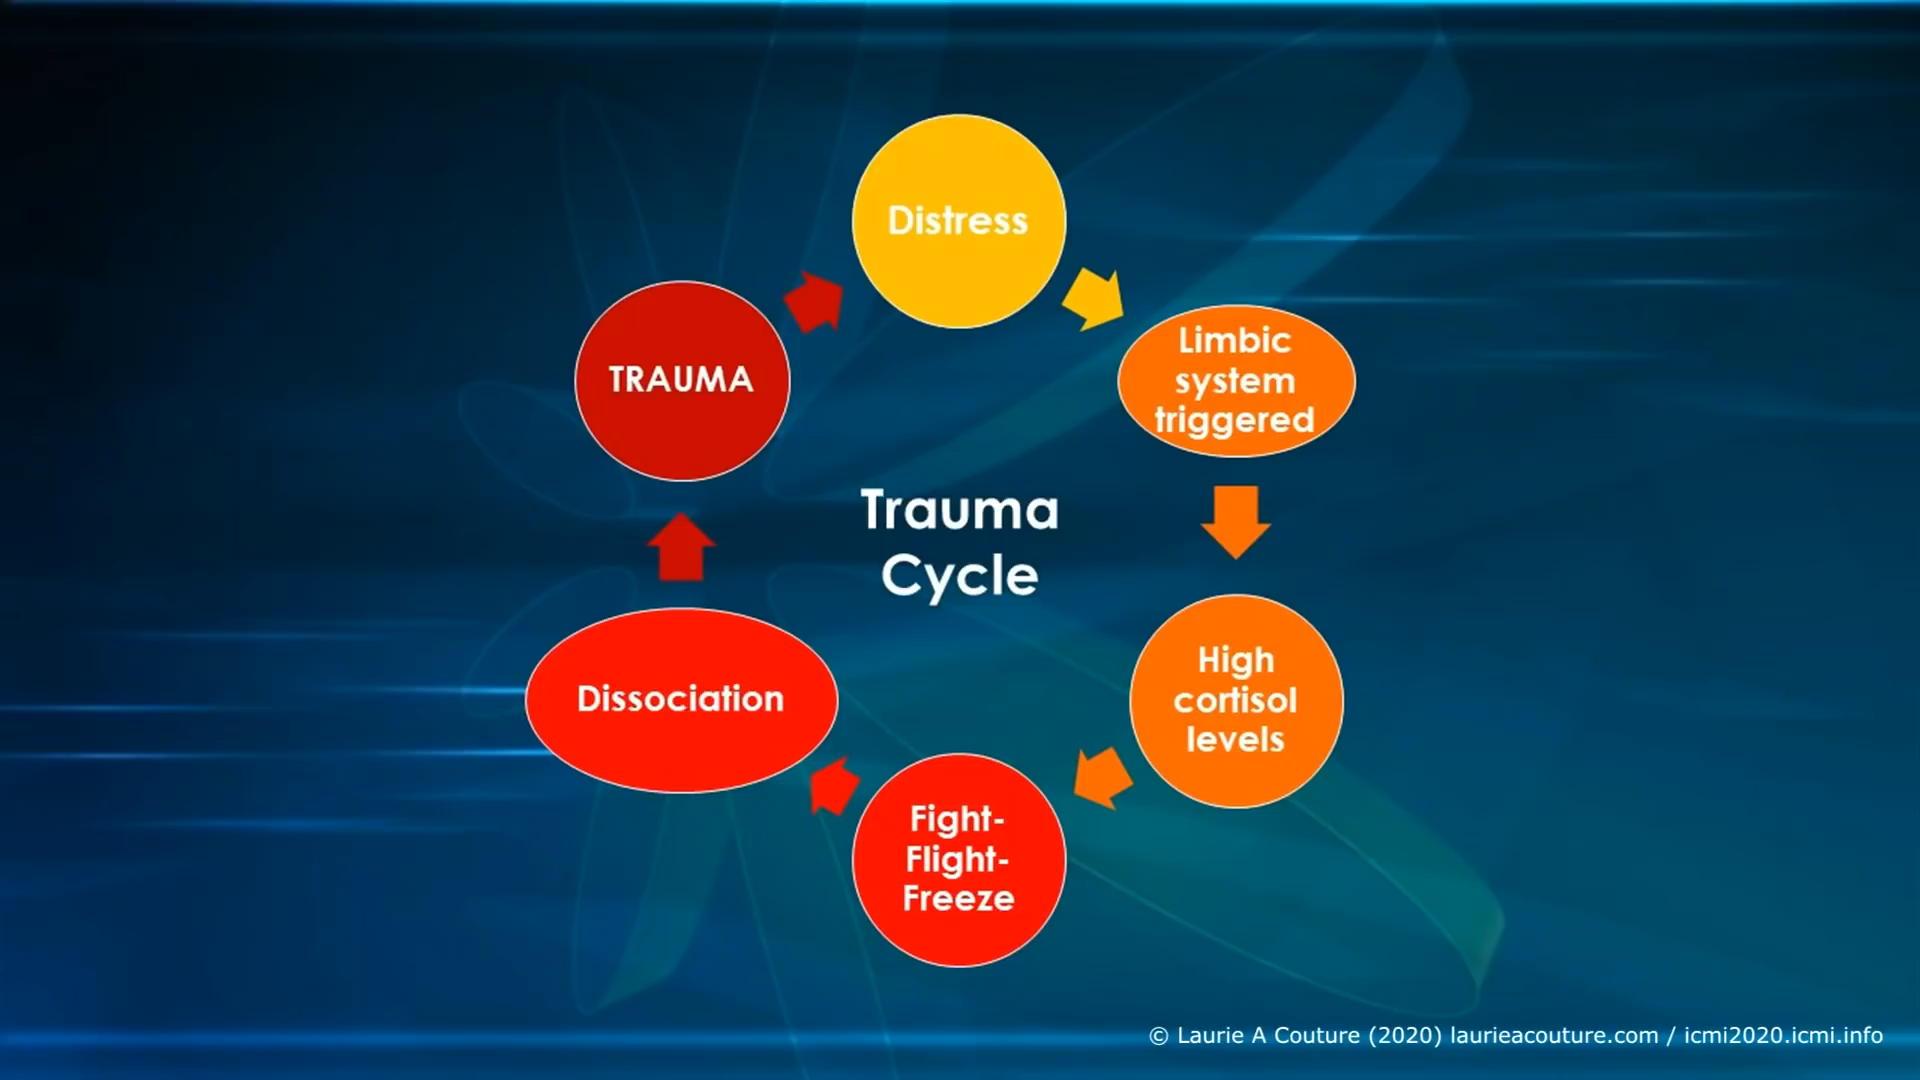 Distress
Limbic
system
triggered
High
cortisol
levels
Fight-
Flight-
Freeze
Dissociation
TRAUMA
Trauma
Cycle
© Laurie A Couture (2020) laurieacouture.com / icmi2020.icmi.info